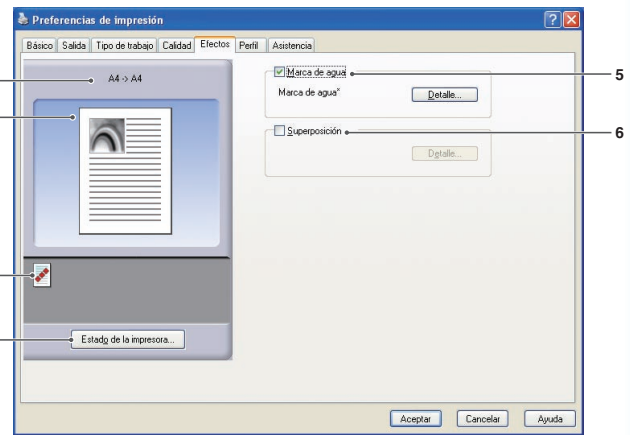 Preferencias de impresión
Básico Salida Tipo de trabajo Calidad Efectos Perfil Asistencia
A4 -> A4
Marca de agua
5
Marca de agua*
Detalle...
Superposición
6
Detalle...
Estado de la impresora...
Aceptar Cancelar Ayuda